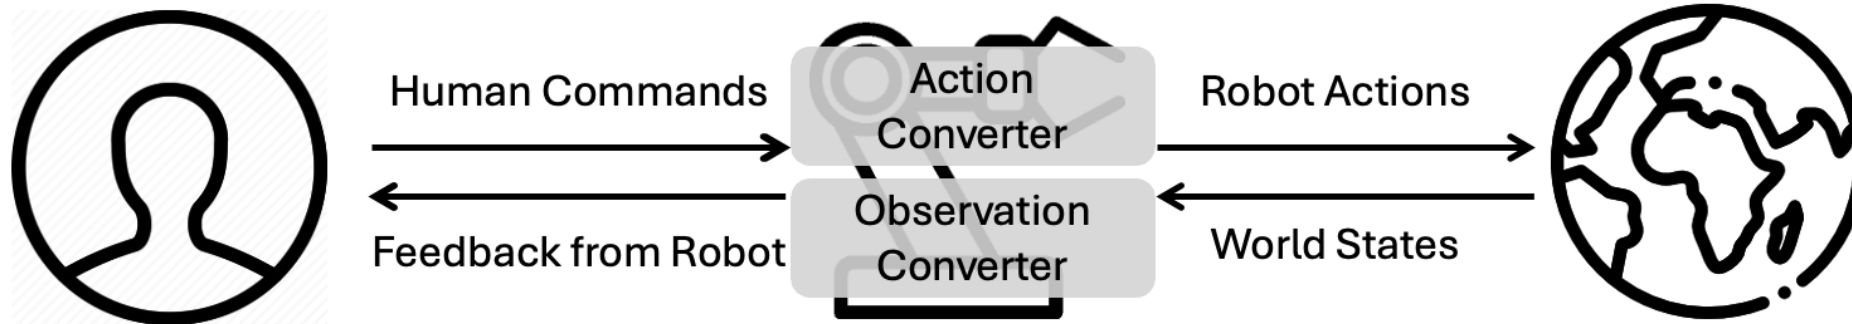 Human Commands
Action
Converter
Robot Actions
Feedback from Robot
Observation
Converter
World States